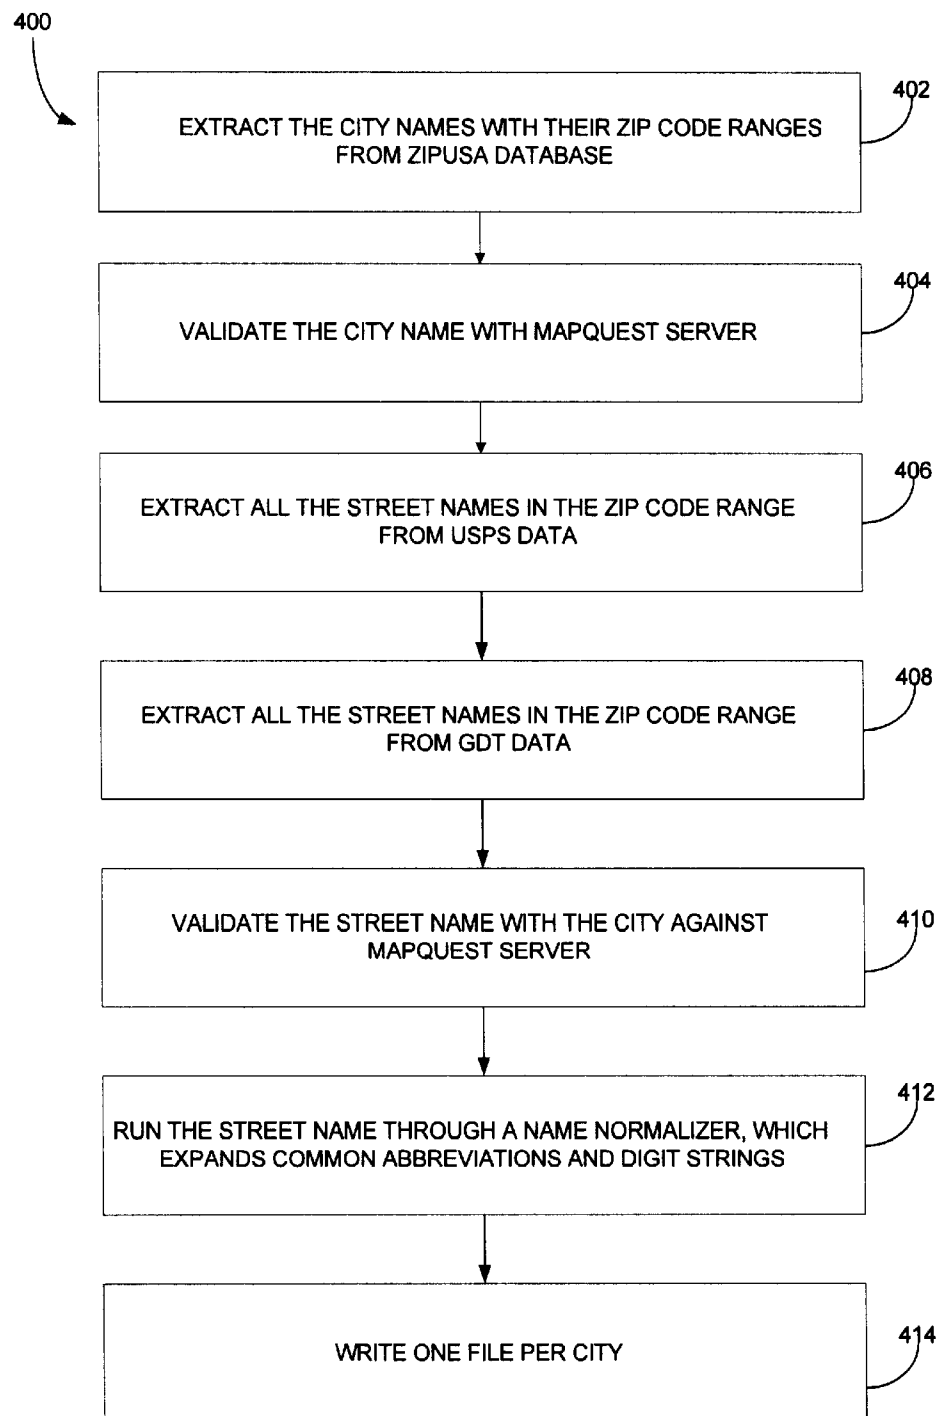 400
402
EXTRACT THE CITY NAMES WITH THEIR ZIP CODE RANGES
FROM ZIPUSA DATABASE
404
VALIDATE THE CITY NAME WITH MAPQUEST SERVER
406
EXTRACT ALL THE STREET NAMES IN THE ZIP CODE RANGE
FROM USPS DATA
408
EXTRACT ALL THE STREET NAMES IN THE ZIP CODE RANGE
FROM GDT DATA
410
VALIDATE THE STREET NAME WITH THE CITY AGAINST
MAPQUEST SERVER
412
RUN THE STREET NAME THROUGH A NAME NORMALIZER, WHICH
EXPANDS COMMON ABBREVIATIONS AND DIGIT STRINGS
414
WRITE ONE FILE PER CITY